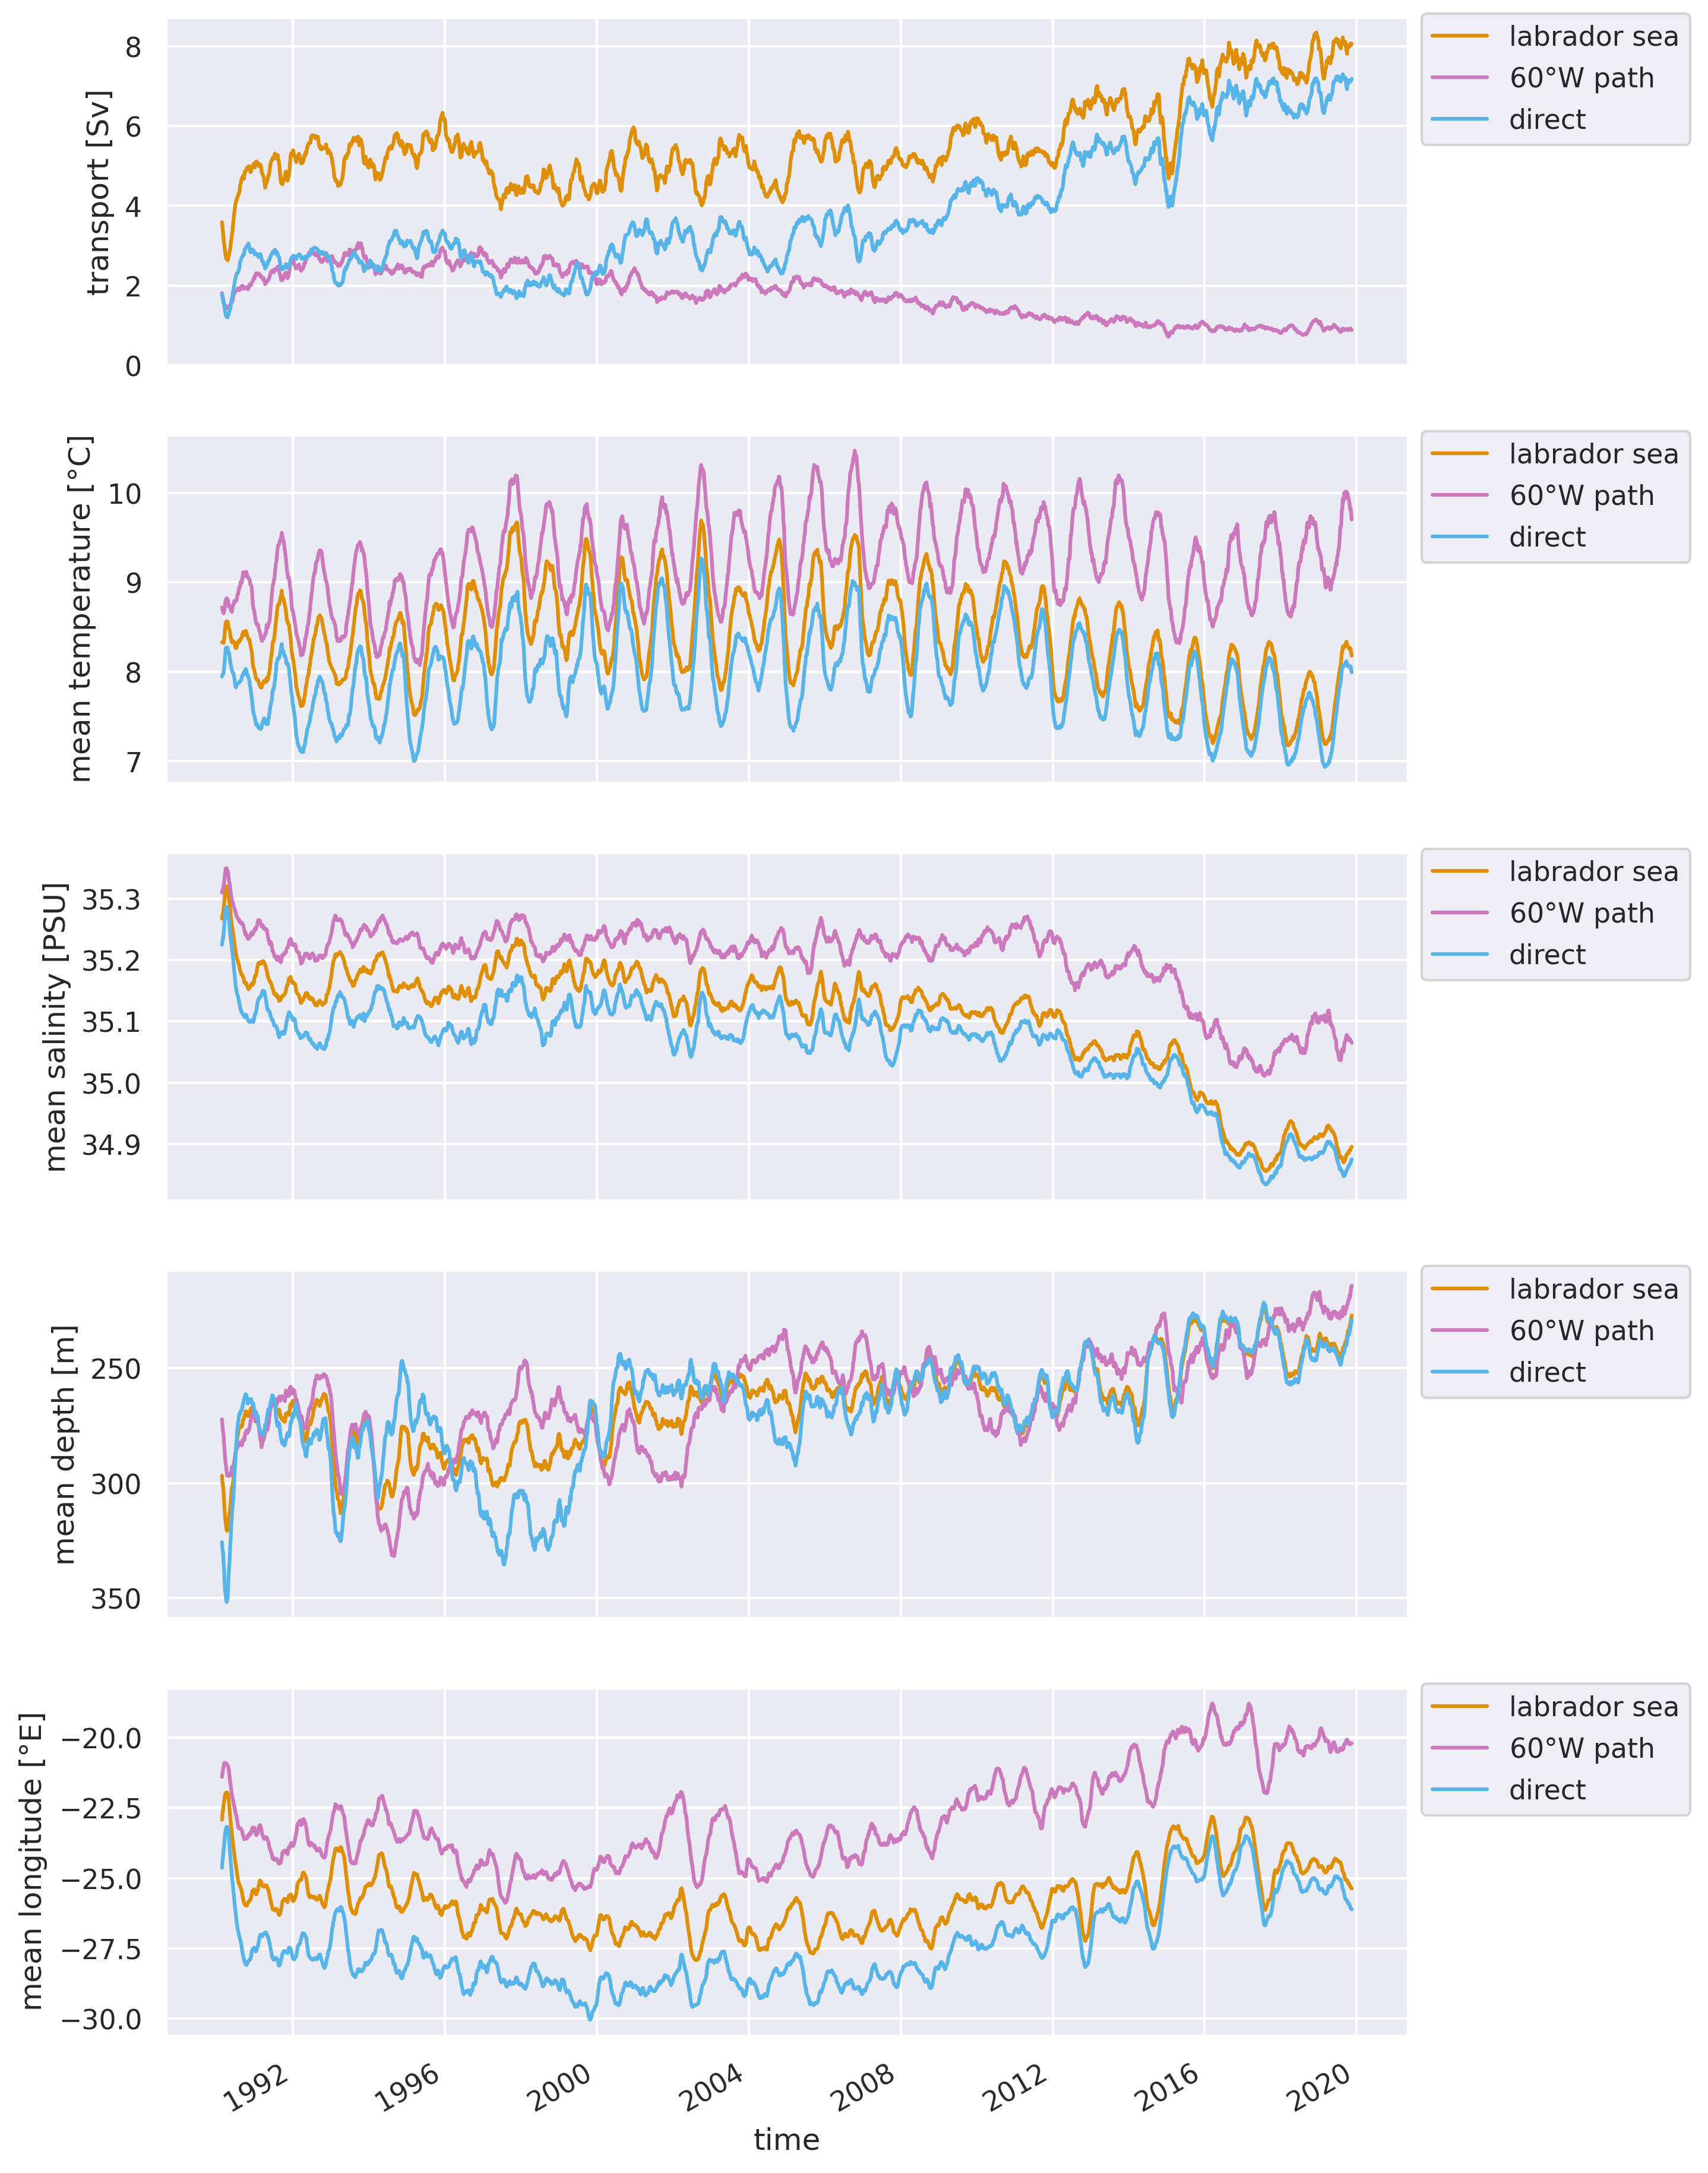 transport [Sv]
8
6
4
2
0
labrador sea
60°W path
direct
mean temperature [°C]
10
9
8
7
labrador sea
60°W path
direct
mean salinity [PSU]
35.3
35.2
35.1
35.0
34.9
labrador sea
60°W path
direct
mean depth [m]
250
300
350
labrador sea
60°W path
direct
mean longitude [°E]
−20.0
−22.5
−25.0
−27.5
−30.0
labrador sea
60°W path
direct
1992
1996
2000
2004
2008
2012
2016
2020
time